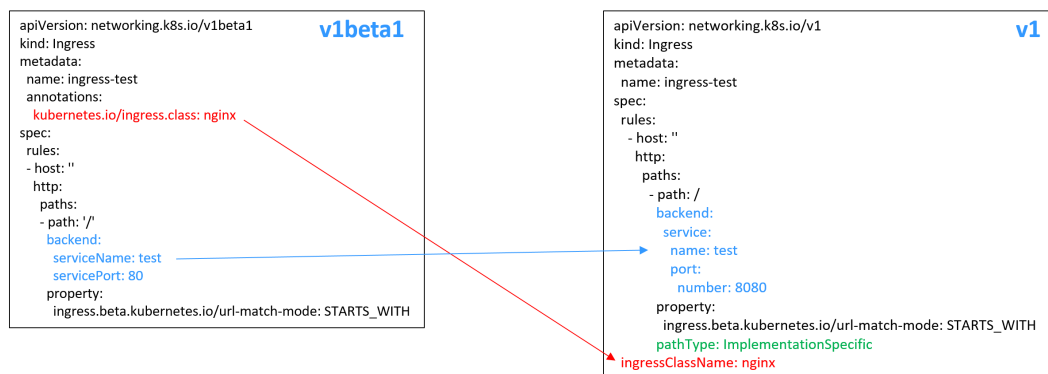 v1beta1
apiVersion: networking.k8s.io/v1beta1
kind: Ingress
metadata:
  name: ingress-test
  annotations:
    kubernetes.io/ingress.class: nginx
spec:
  rules:
  - host: ''
    http:
      paths:
      - path: '/'
        backend:
          serviceName: test
          servicePort: 80
        property:
          ingress.beta.kubernetes.io/url-match-mode: STARTS_WITH
v1
apiVersion: networking.k8s.io/v1
kind: Ingress
metadata:
  name: ingress-test
spec:
  rules:
    - host: ''
      http:
        paths:
          - path: /
            backend:
              service:
                name: test
                port:
                  number: 8080
            property:
              ingress.beta.kubernetes.io/url-match-mode: STARTS_WITH
            pathType: ImplementationSpecific
  ingressClassName: nginx